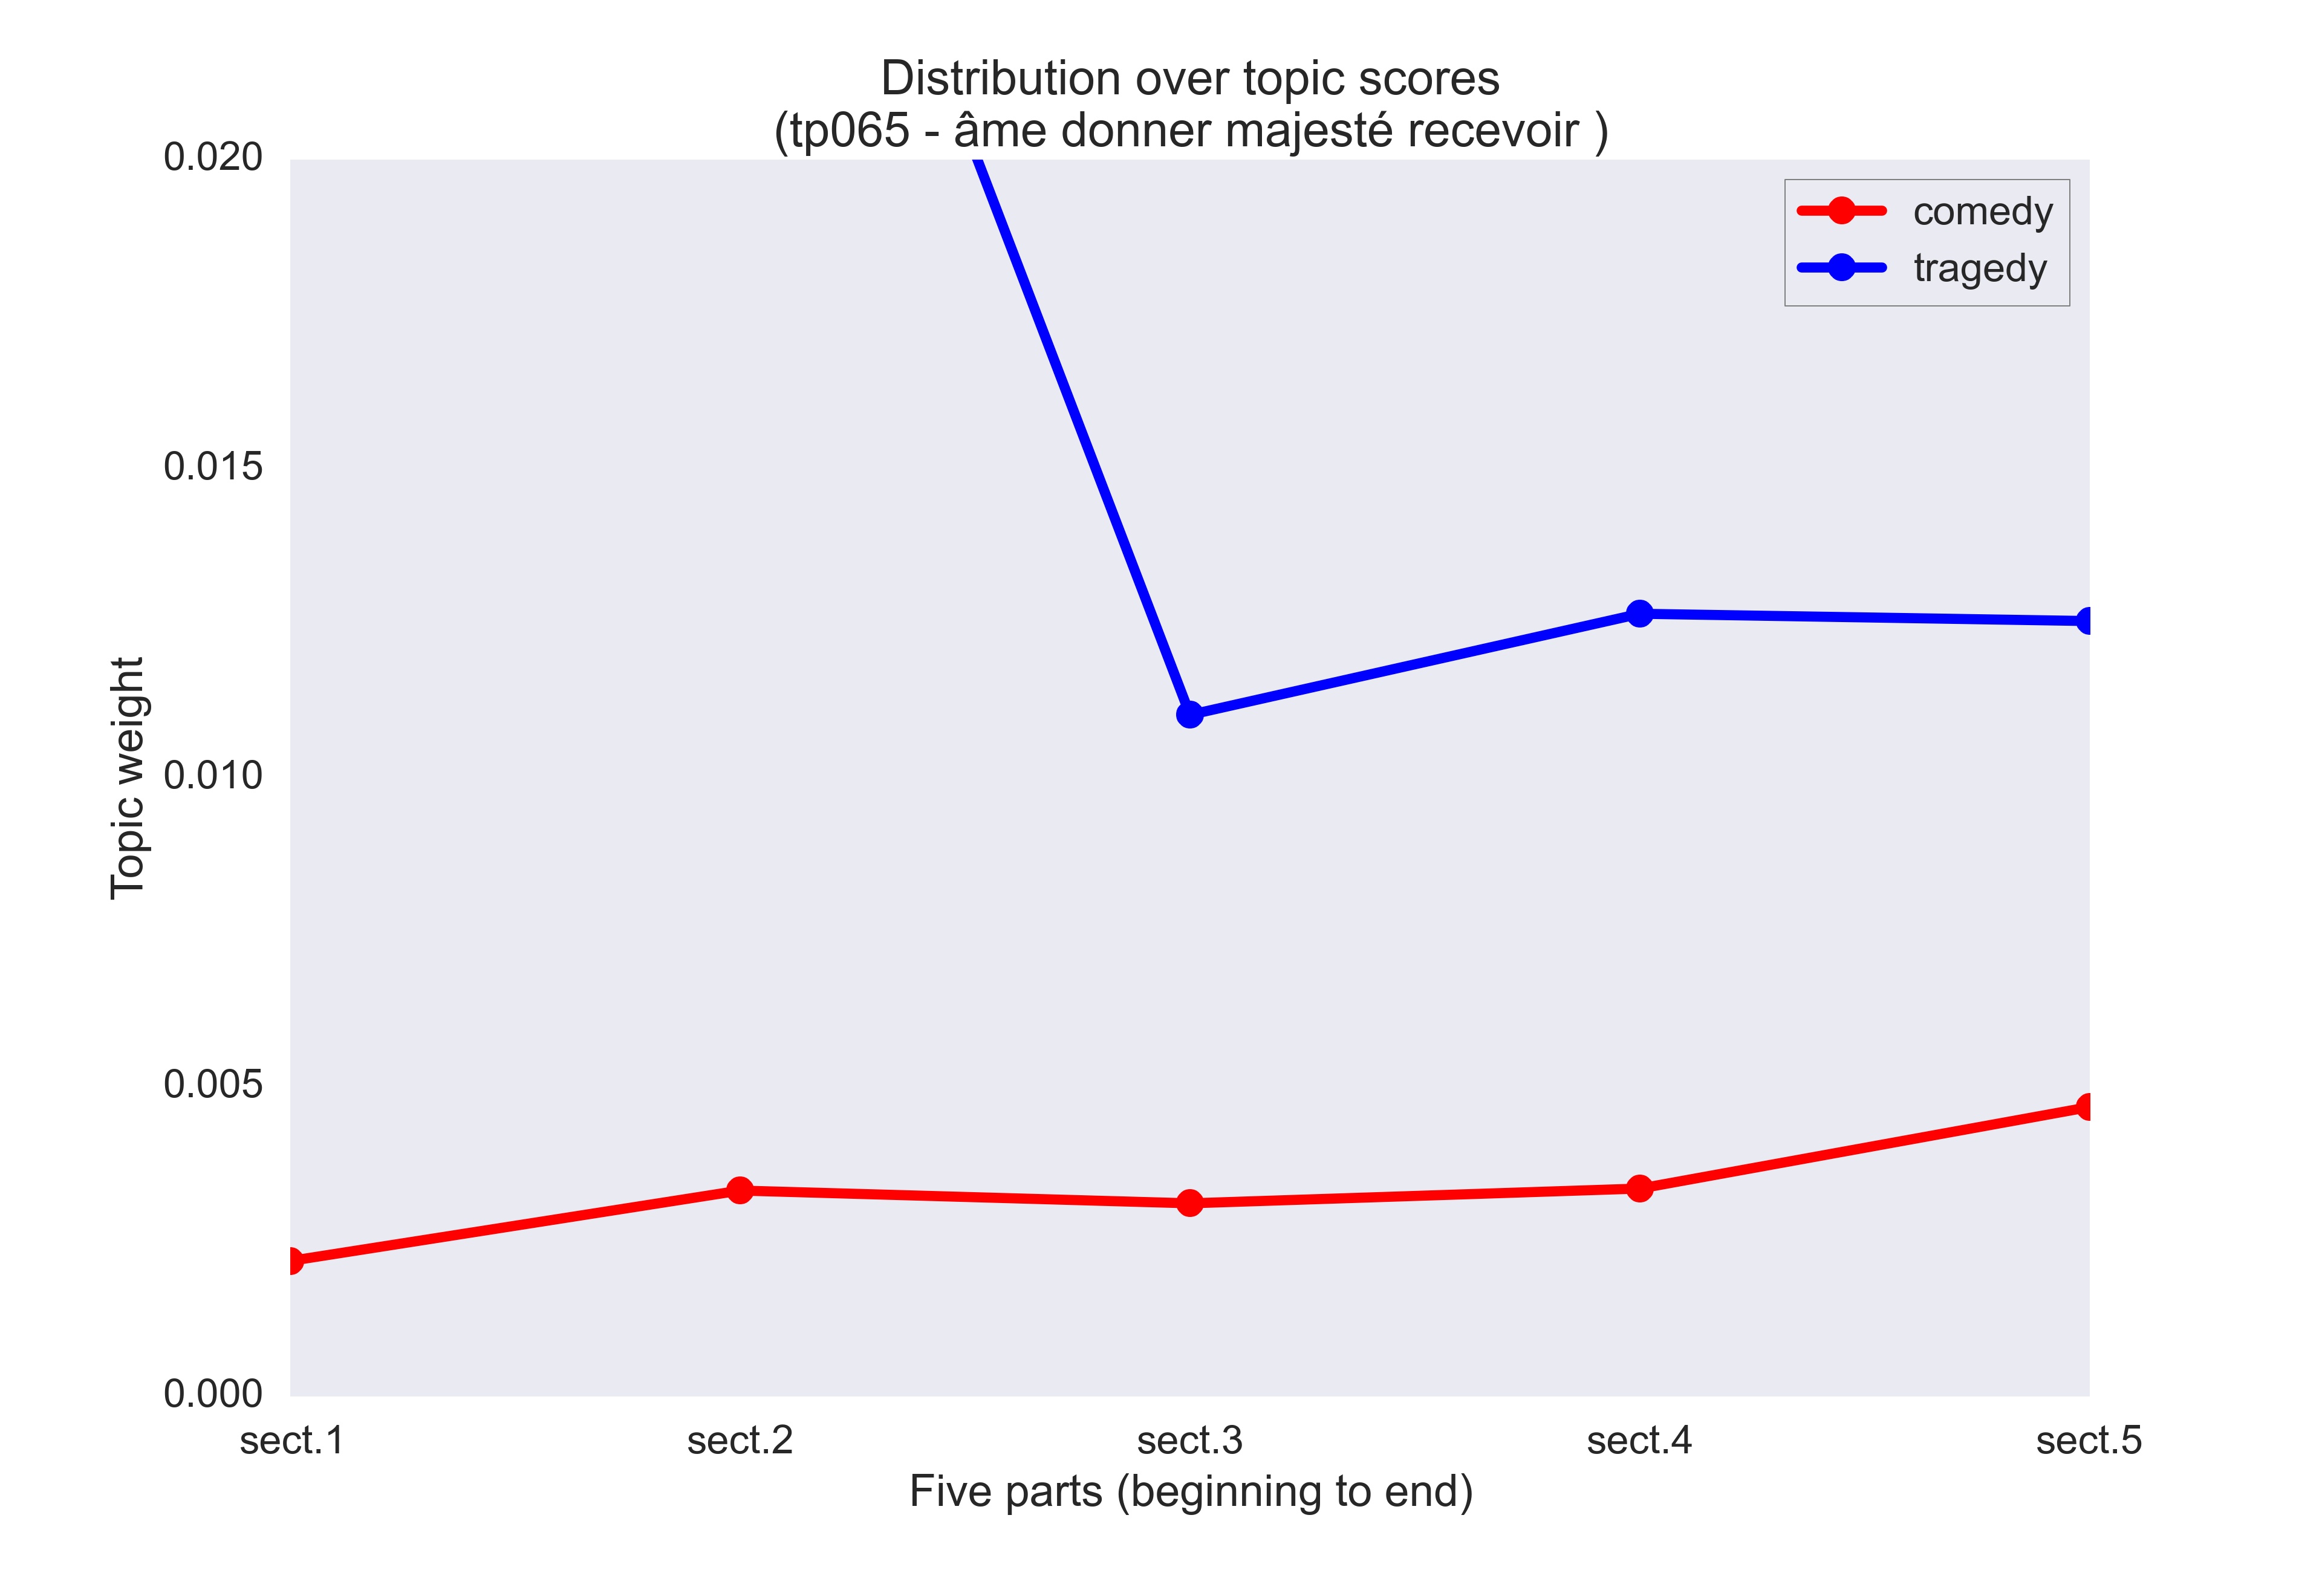 Distribution over topic scores
(tp065 - âme donner majesté recevoir )
comedy
tragedy
Topic weight
0.020
0.015
0.010
0.005
0.000
sect.1 sect.2 sect.3 sect.4 sect.5
Five parts (beginning to end)